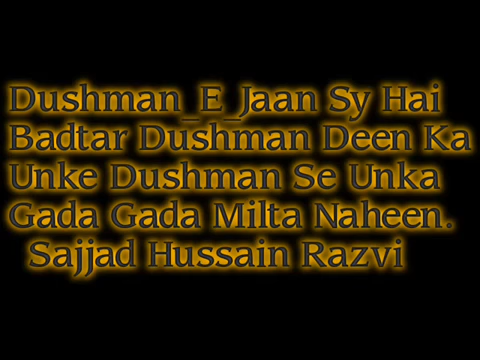 Dushman_E_Jaan Sy Hai
Badtar Dushman Deen Ka
Unke Dushman Se Unka
Gada Gada Milta Naheen.
Sajjad Hussain Razvi